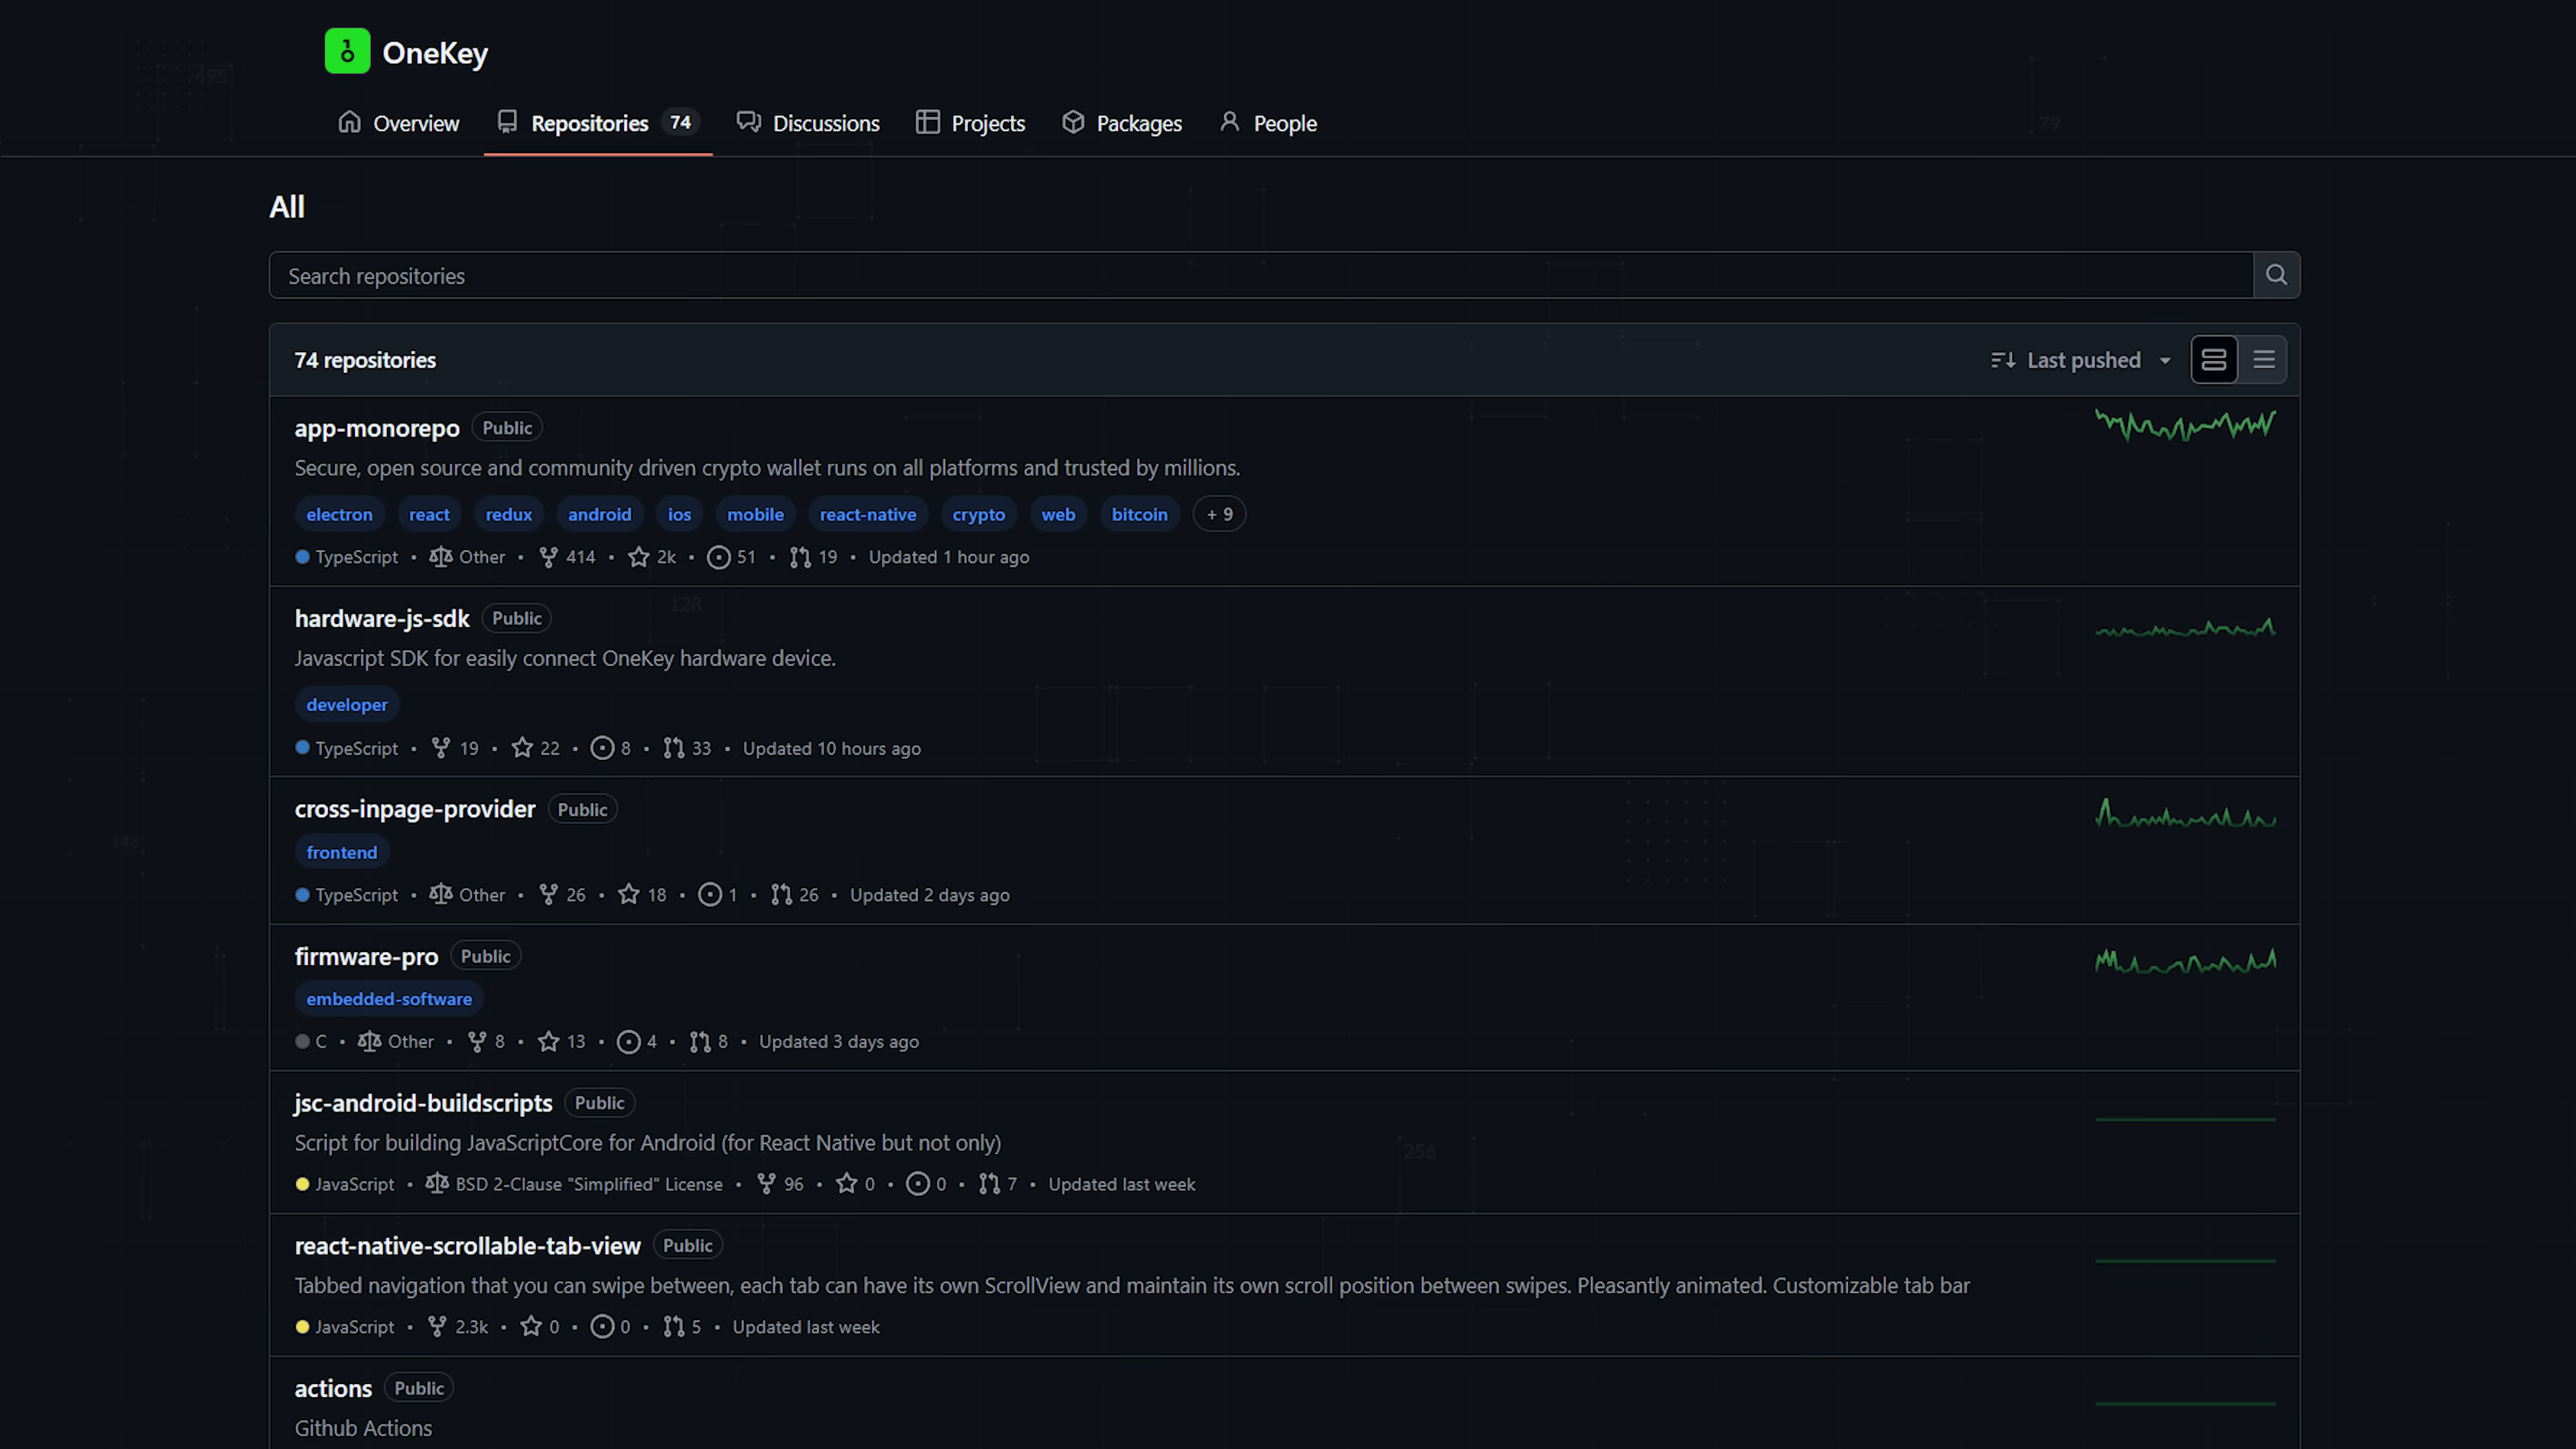 OneKey
Overview Repositories 74 Discussions Projects Packages People
All
Search repositories
74 repositories Last pushed
app-monorepo Public
Secure, open source and community driven crypto wallet runs on all platforms and trusted by millions.
electron react redux android ios mobile react-native crypto web bitcoin + 9
TypeScript • Other • 414 • 2k • 51 • 19 • Updated 1 hour ago
hardware-js-sdk Public
Javascript SDK for easily connect OneKey hardware device.
developer
TypeScript • 19 • 22 • 8 • 33 • Updated 10 hours ago
cross-inpage-provider Public
frontend
TypeScript • Other • 26 • 18 • 1 • 26 • Updated 2 days ago
firmware-pro Public
embedded-software
C • Other • 8 • 13 • 4 • 8 • Updated 3 days ago
jsc-android-buildscripts Public
Script for building JavaScriptCore for Android (for React Native but not only)
JavaScript • BSD 2-Clause "Simplified" License • 96 • 0 • 0 • 7 • Updated last week
react-native-scrollable-tab-view Public
Tabbed navigation that you can swipe between, each tab can have its own ScrollView and maintain its own scroll position between swipes. Pleasantly animated. Customizable tab bar
JavaScript • 2.3k • 0 • 0 • 5 • Updated last week
actions Public
Github Actions
495
79
128
143
256